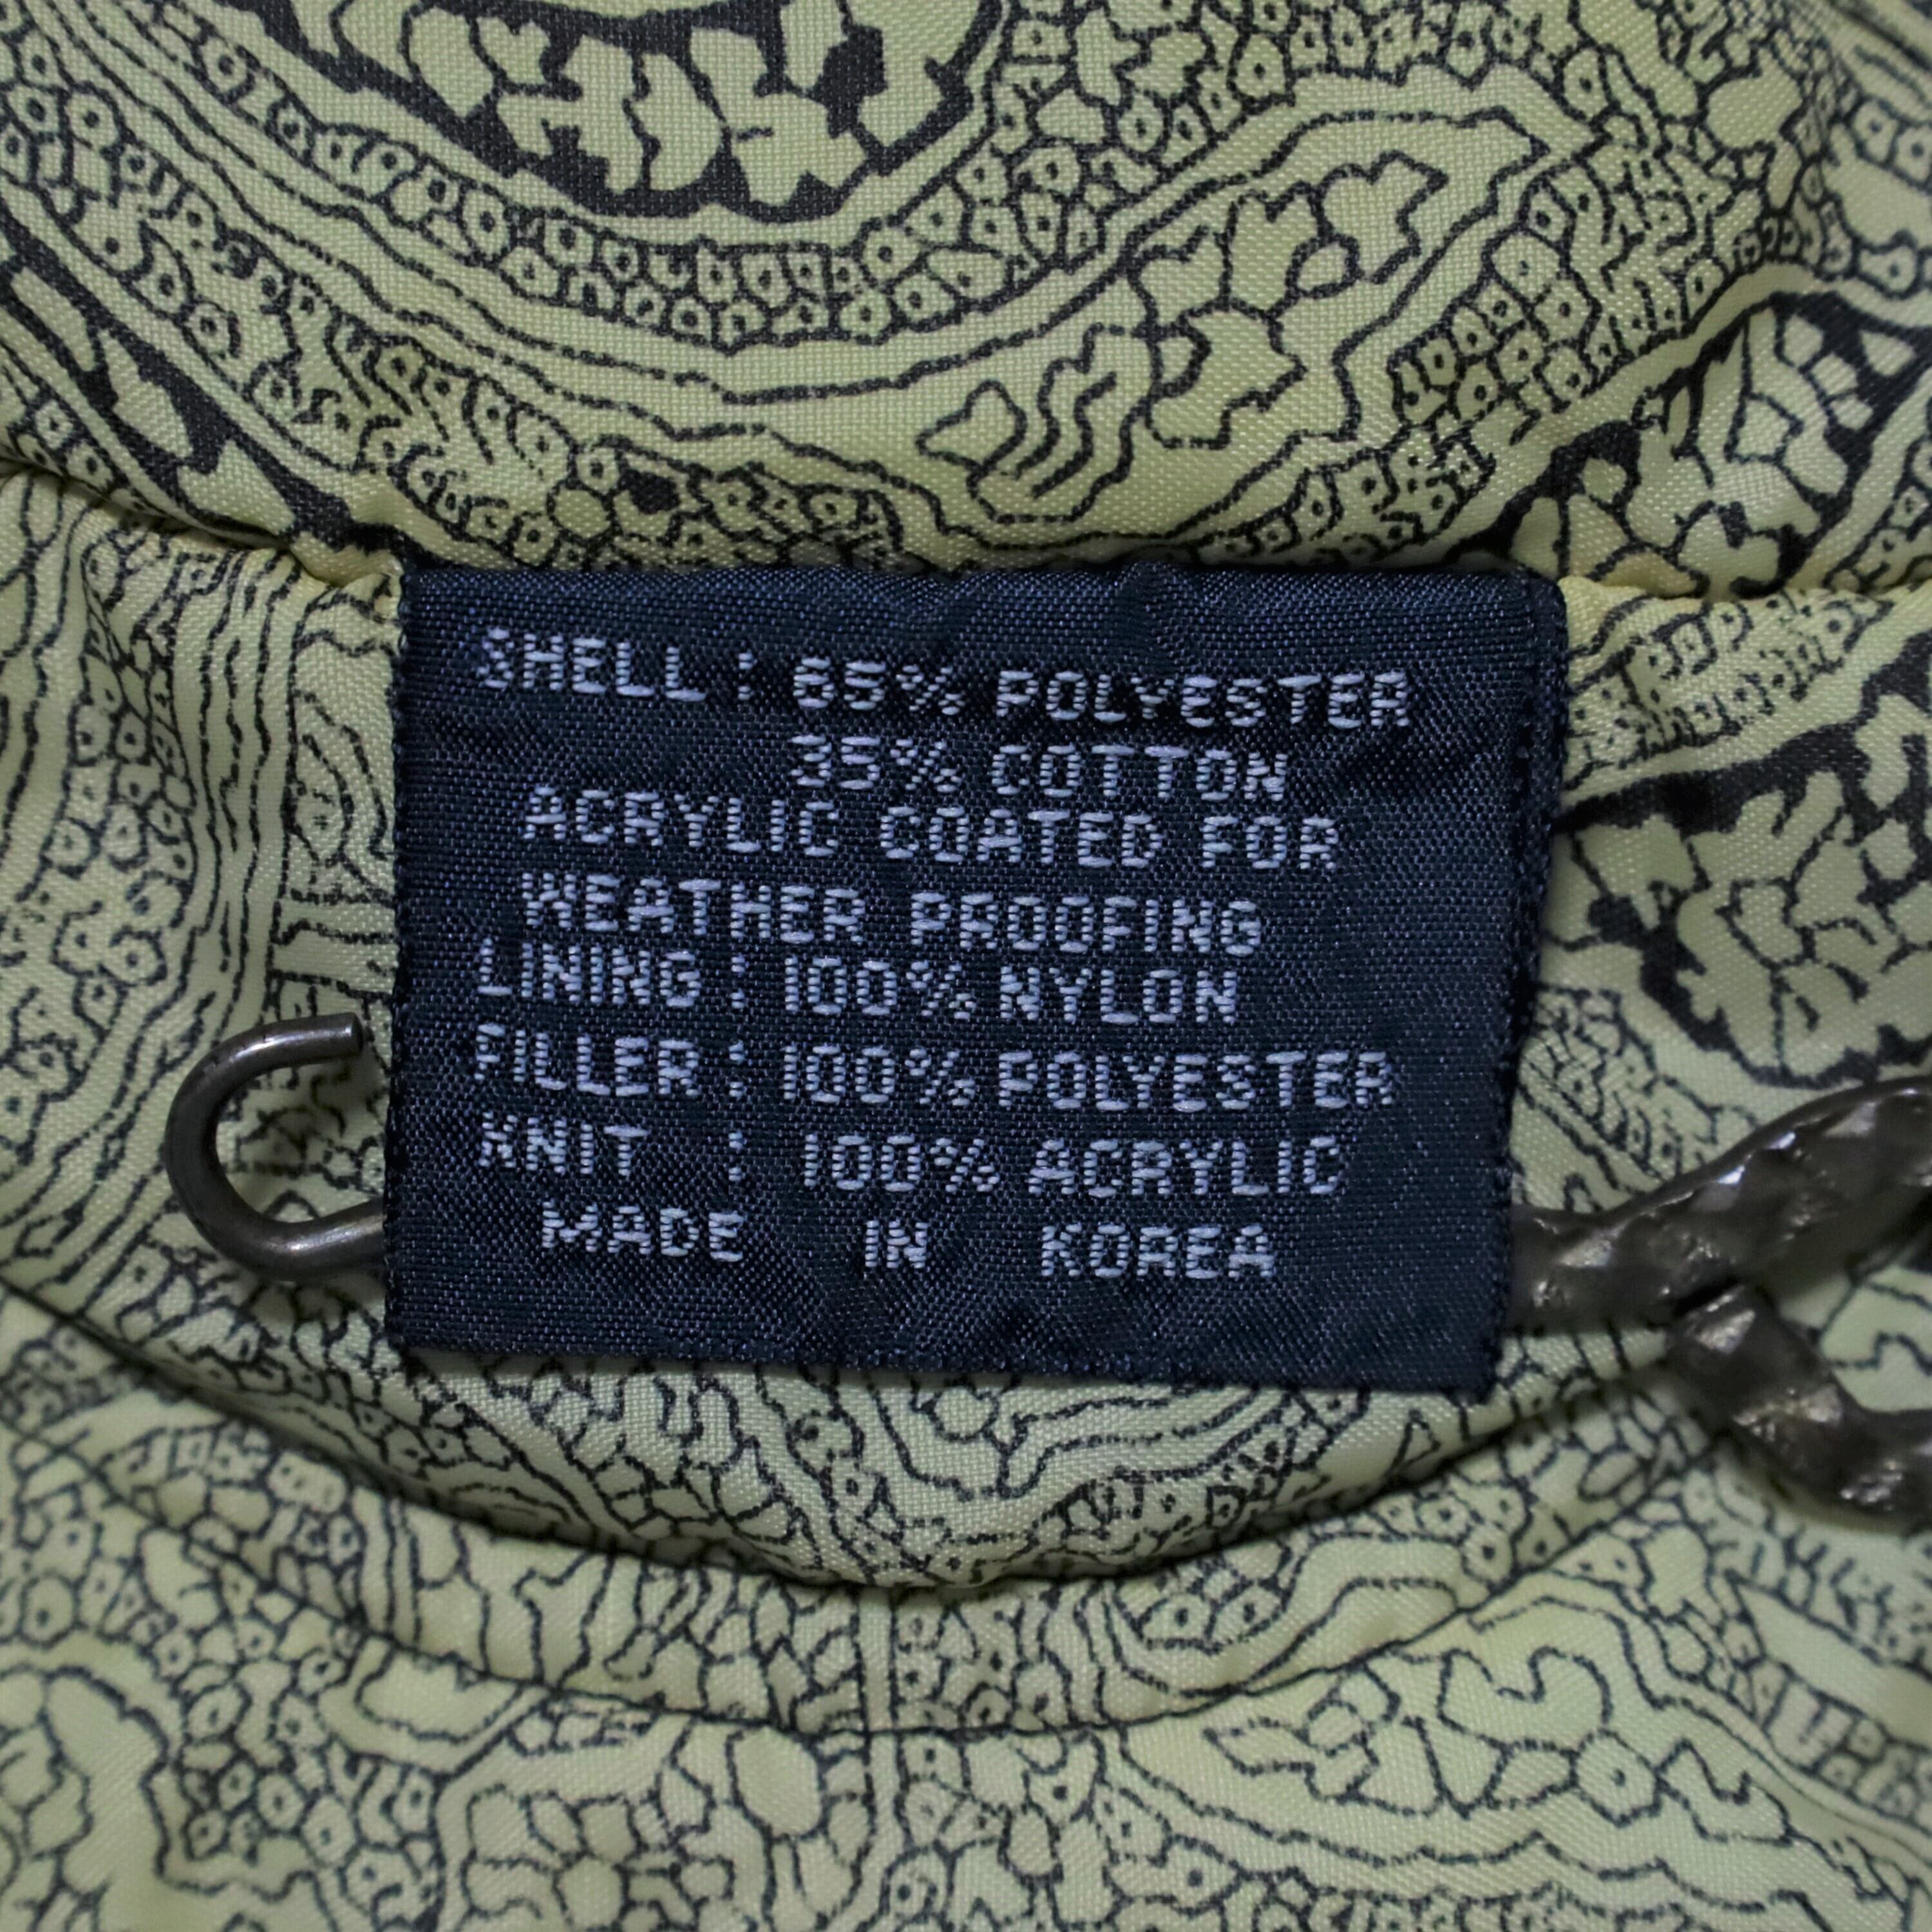 SHELL : 65% POLYESTER
35% COTTON
ACRYLIC COATED FOR
WEATHER PROOFING
LINING : 100% NYLON
FILLER : 100% POLYESTER
KNIT : 100% ACRYLIC
MADE IN KOREA